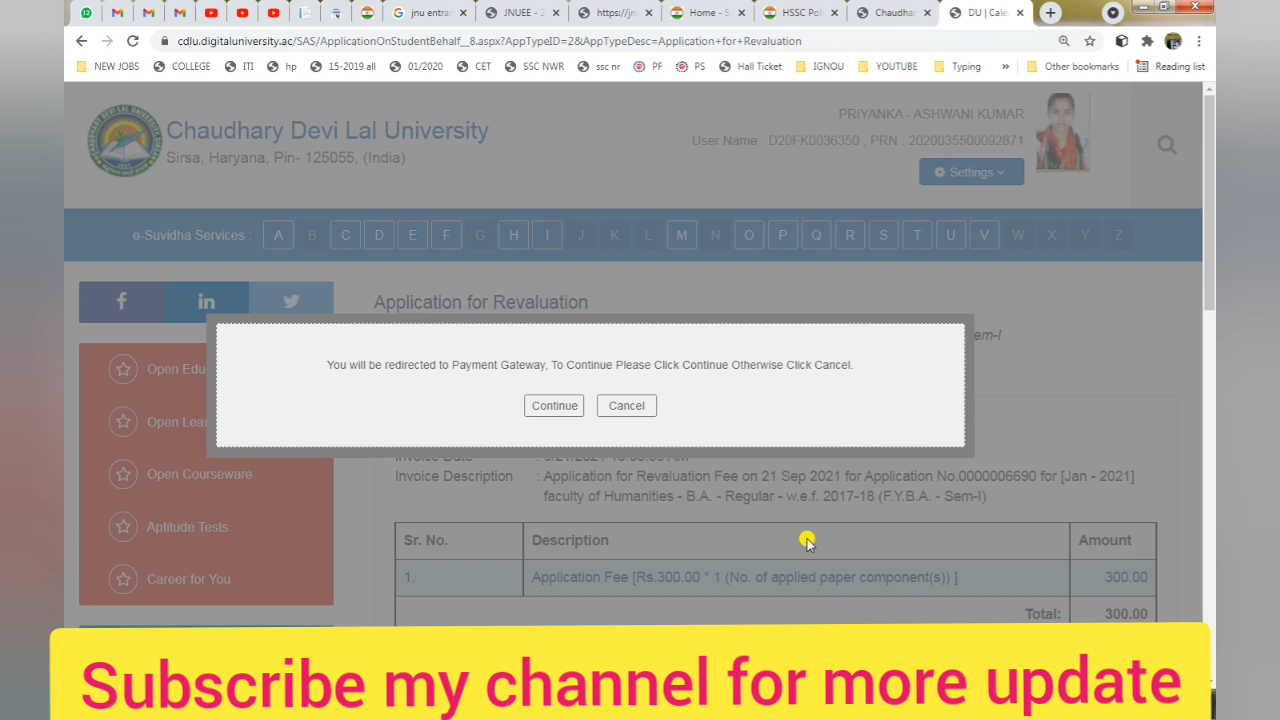 jnu entra
JNUEE - 2
https://jn
Home - S
HSSC P
Chaudhar
DU | Cale
cdlu.digitaluniversity.ac/SAS/ApplicationOnStudentBehalf__8.aspx?AppTypeID=2&AppTypeDesc=Application+for+Revaluation
NEW JOBS COLLEGE ITI hp 15-2019 all 01/2020 CET SSC NWR ssc nr PF PS Hall Ticket IGNOU YOUTUBE Typing » Other bookmarks Reading list
Chaudhary Devi Lal University
Sirsa, Haryana, Pin- 125055, (India)
PRIYANKA - ASHWANI KUMAR
User Name : D20FK0036350 , PRN : 2020035500092871
Settings
e-Suvidha Services : A B C D E F G H I J K L M N O P Q R S T U V W X Y Z
Application for Revaluation
em-I
You will be redirected to Payment Gateway, To Continue Please Click Continue Otherwise Click Cancel.
Continue Cancel
Open Edu
Open Lea
Open Courseware
Aptitude Tests
Career for You
Invoice Description : Application for Revaluation Fee on 21 Sep 2021 for Application No.0000006690 for [Jan - 2021]
faculty of Humanities - B.A. - Regular - w.e.f. 2017-18 (F.Y.B.A. - Sem-I)
Sr. No. Description Amount
1. Application Fee [Rs.300.00 * 1 (No. of applied paper component(s)) ] 300.00
Total: 300.00
Subscribe my channel for more update